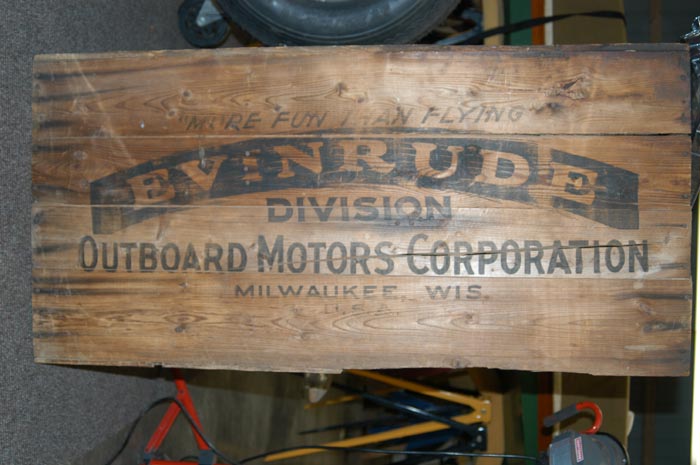 "MORE FUN THAN FLYING"
EVINRUDE
DIVISION
OUTBOARD MOTORS CORPORATION
MILWAUKEE, WIS.
U.S.A.